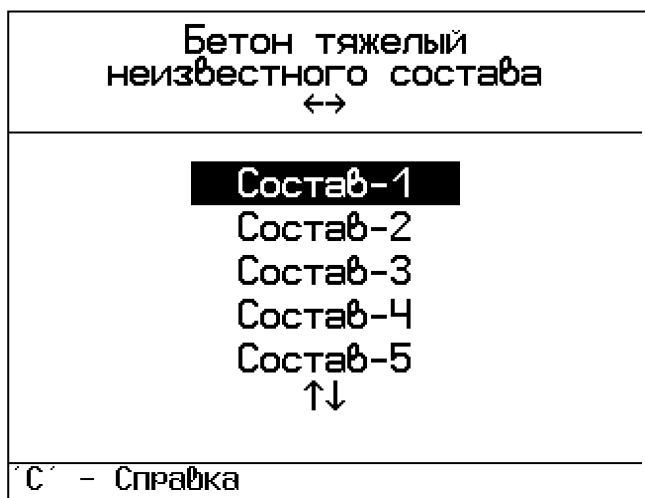 Бетон тяжелый
неизвестного состава
←→
Состав-1
Состав-2
Состав-3
Состав-4
Состав-5
↑↓
´С´ - Справка